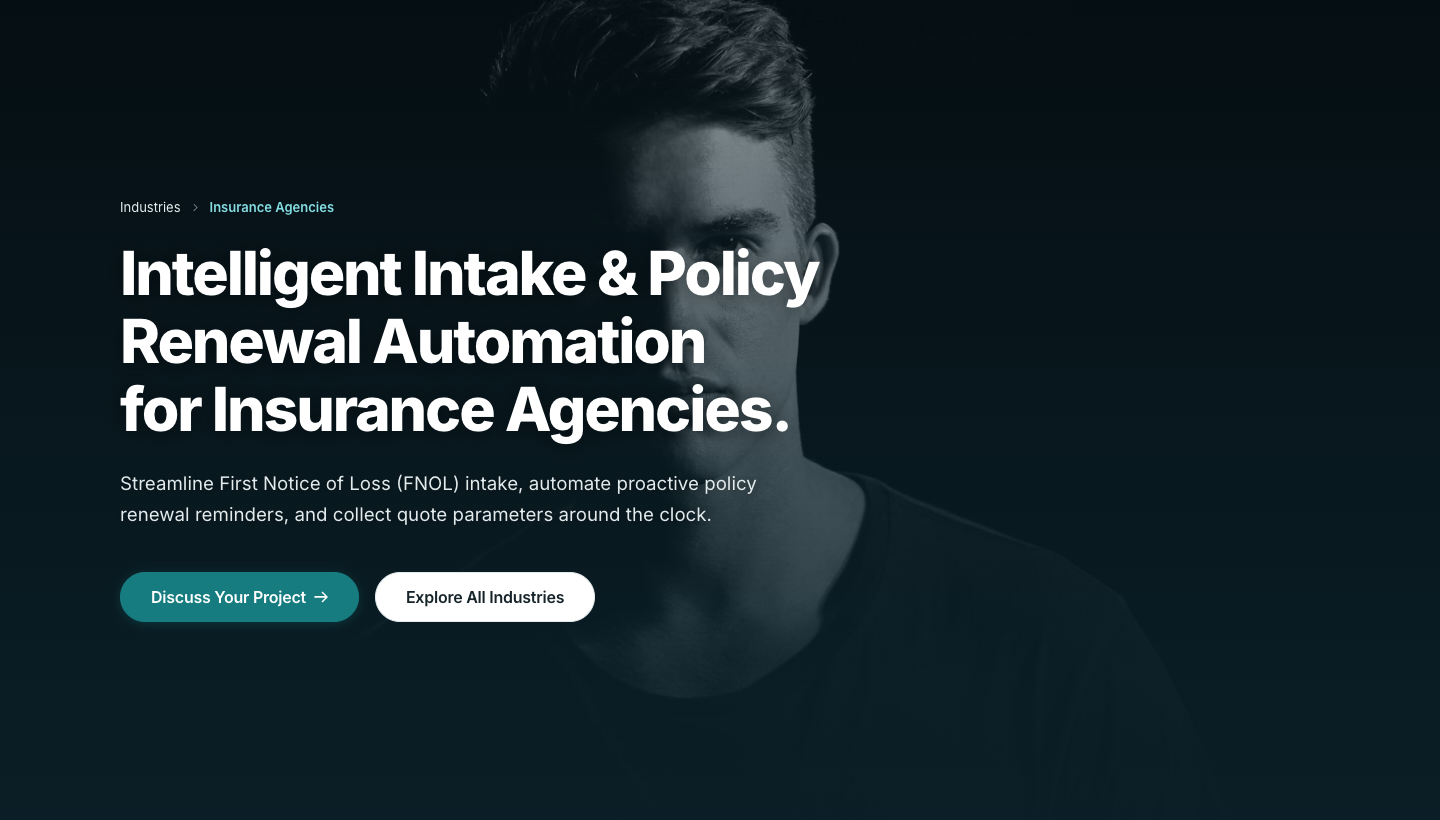 Industries > Insurance Agencies
Intelligent Intake & Policy
Renewal Automation
for Insurance Agencies.
Streamline First Notice of Loss (FNOL) intake, automate proactive policy
renewal reminders, and collect quote parameters around the clock.
Discuss Your Project →
Explore All Industries